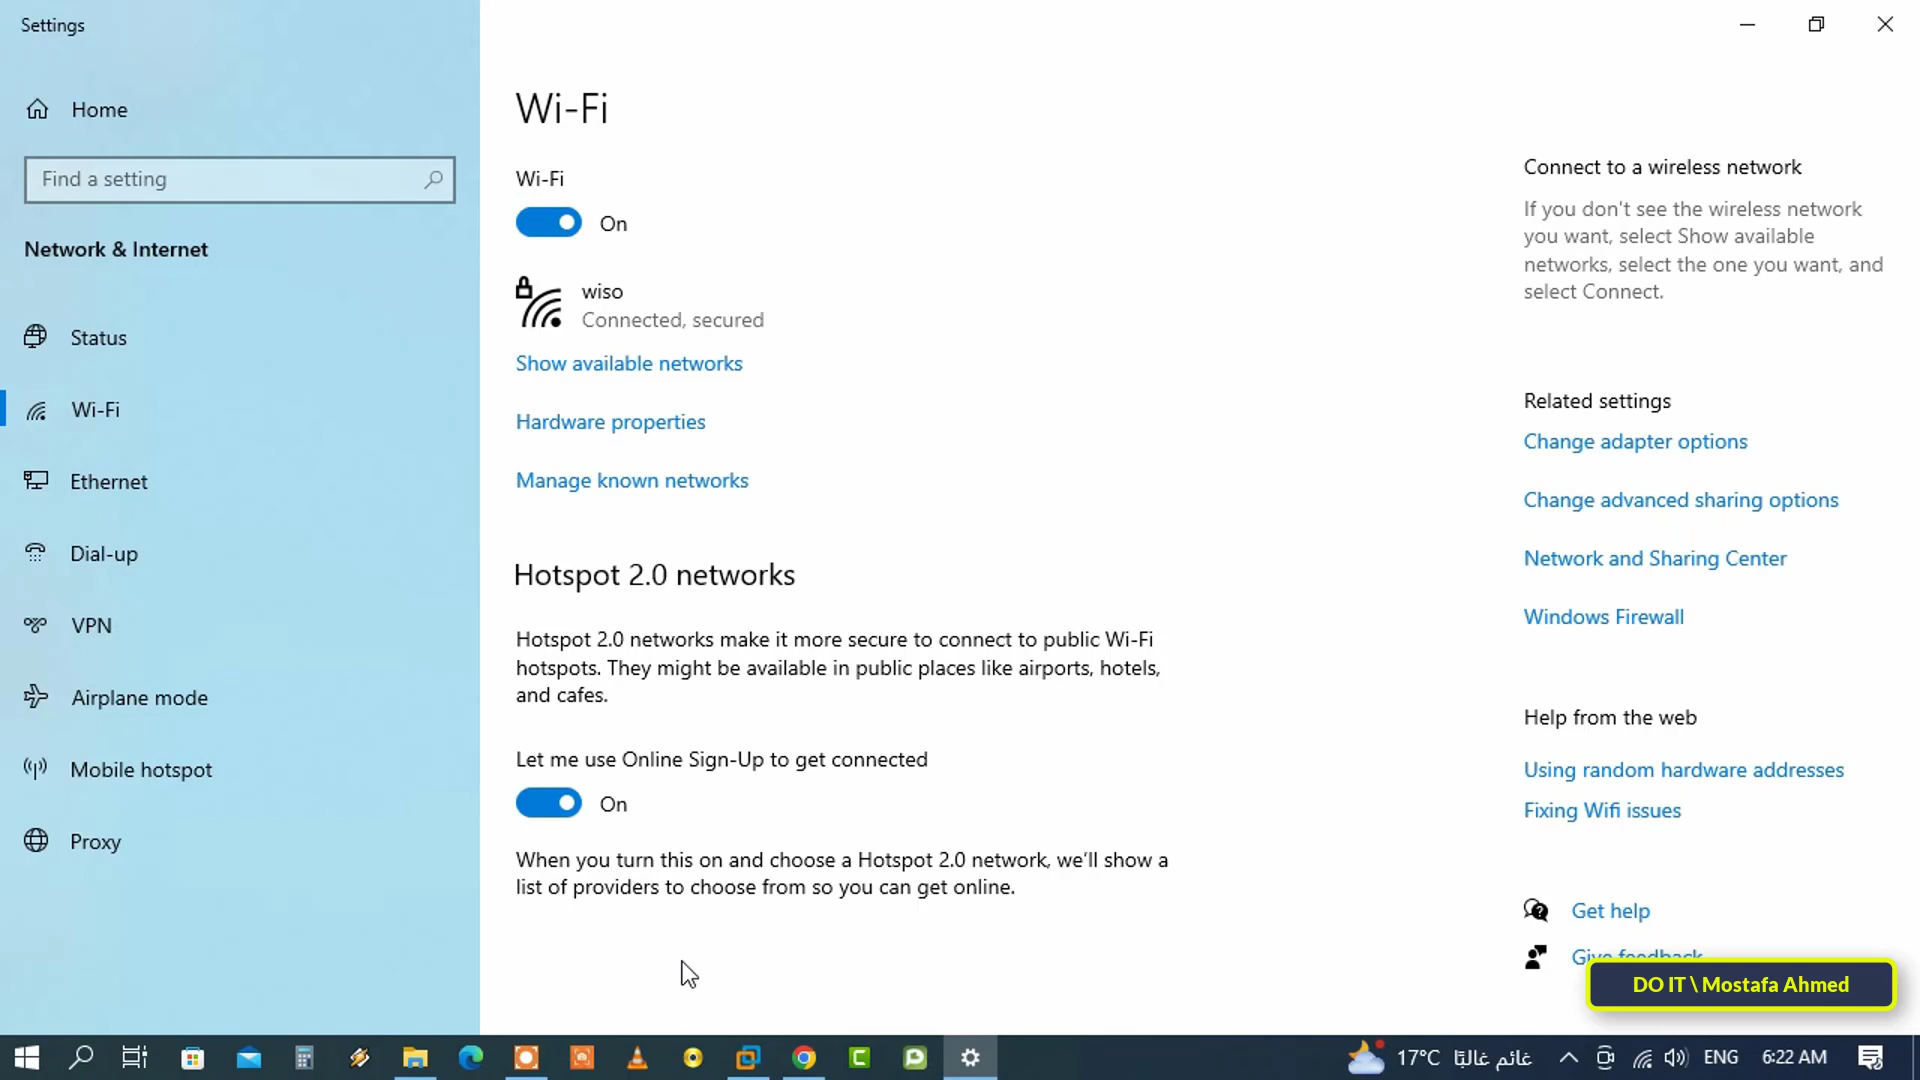 Settings
Home
Find a setting
Network & Internet
Status
Wi-Fi
Ethernet
Dial-up
VPN
Airplane mode
Mobile hotspot
Proxy
Wi-Fi
Wi-Fi
On
wiso
Connected, secured
Show available networks
Hardware properties
Manage known networks
Hotspot 2.0 networks
Hotspot 2.0 networks make it more secure to connect to public Wi-Fi
hotspots. They might be available in public places like airports, hotels,
and cafes.
Let me use Online Sign-Up to get connected
On
When you turn this on and choose a Hotspot 2.0 network, we'll show a
list of providers to choose from so you can get online.
Connect to a wireless network
If you don't see the wireless network
you want, select Show available
networks, select the one you want, and
select Connect.
Related settings
Change adapter options
Change advanced sharing options
Network and Sharing Center
Windows Firewall
Help from the web
Using random hardware addresses
Fixing Wifi issues
Get help
Give feedback
DO IT \ Mostafa Ahmed
17°C غائم غالبًا
ENG
6:22 AM